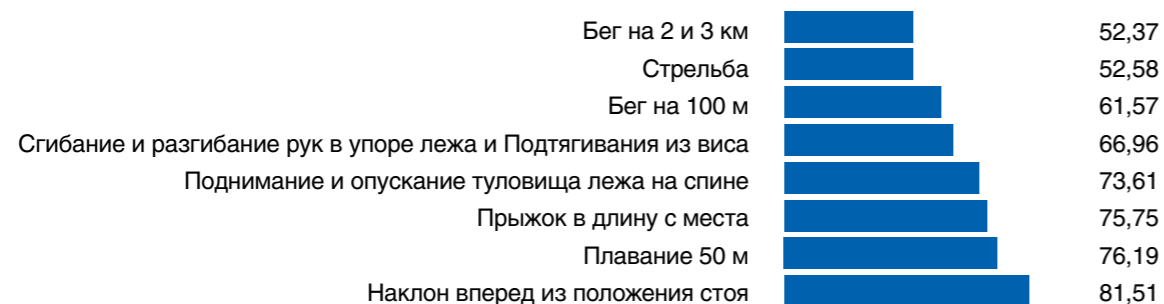 Бег на 2 и 3 км 52,37
Стрельба 52,58
Бег на 100 м 61,57
Сгибание и разгибание рук в упоре лежа и Подтягивания из виса 66,96
Поднимание и опускание туловища лежа на спине 73,61
Прыжок в длину с места 75,75
Плавание 50 м 76,19
Наклон вперед из положения стоя 81,51